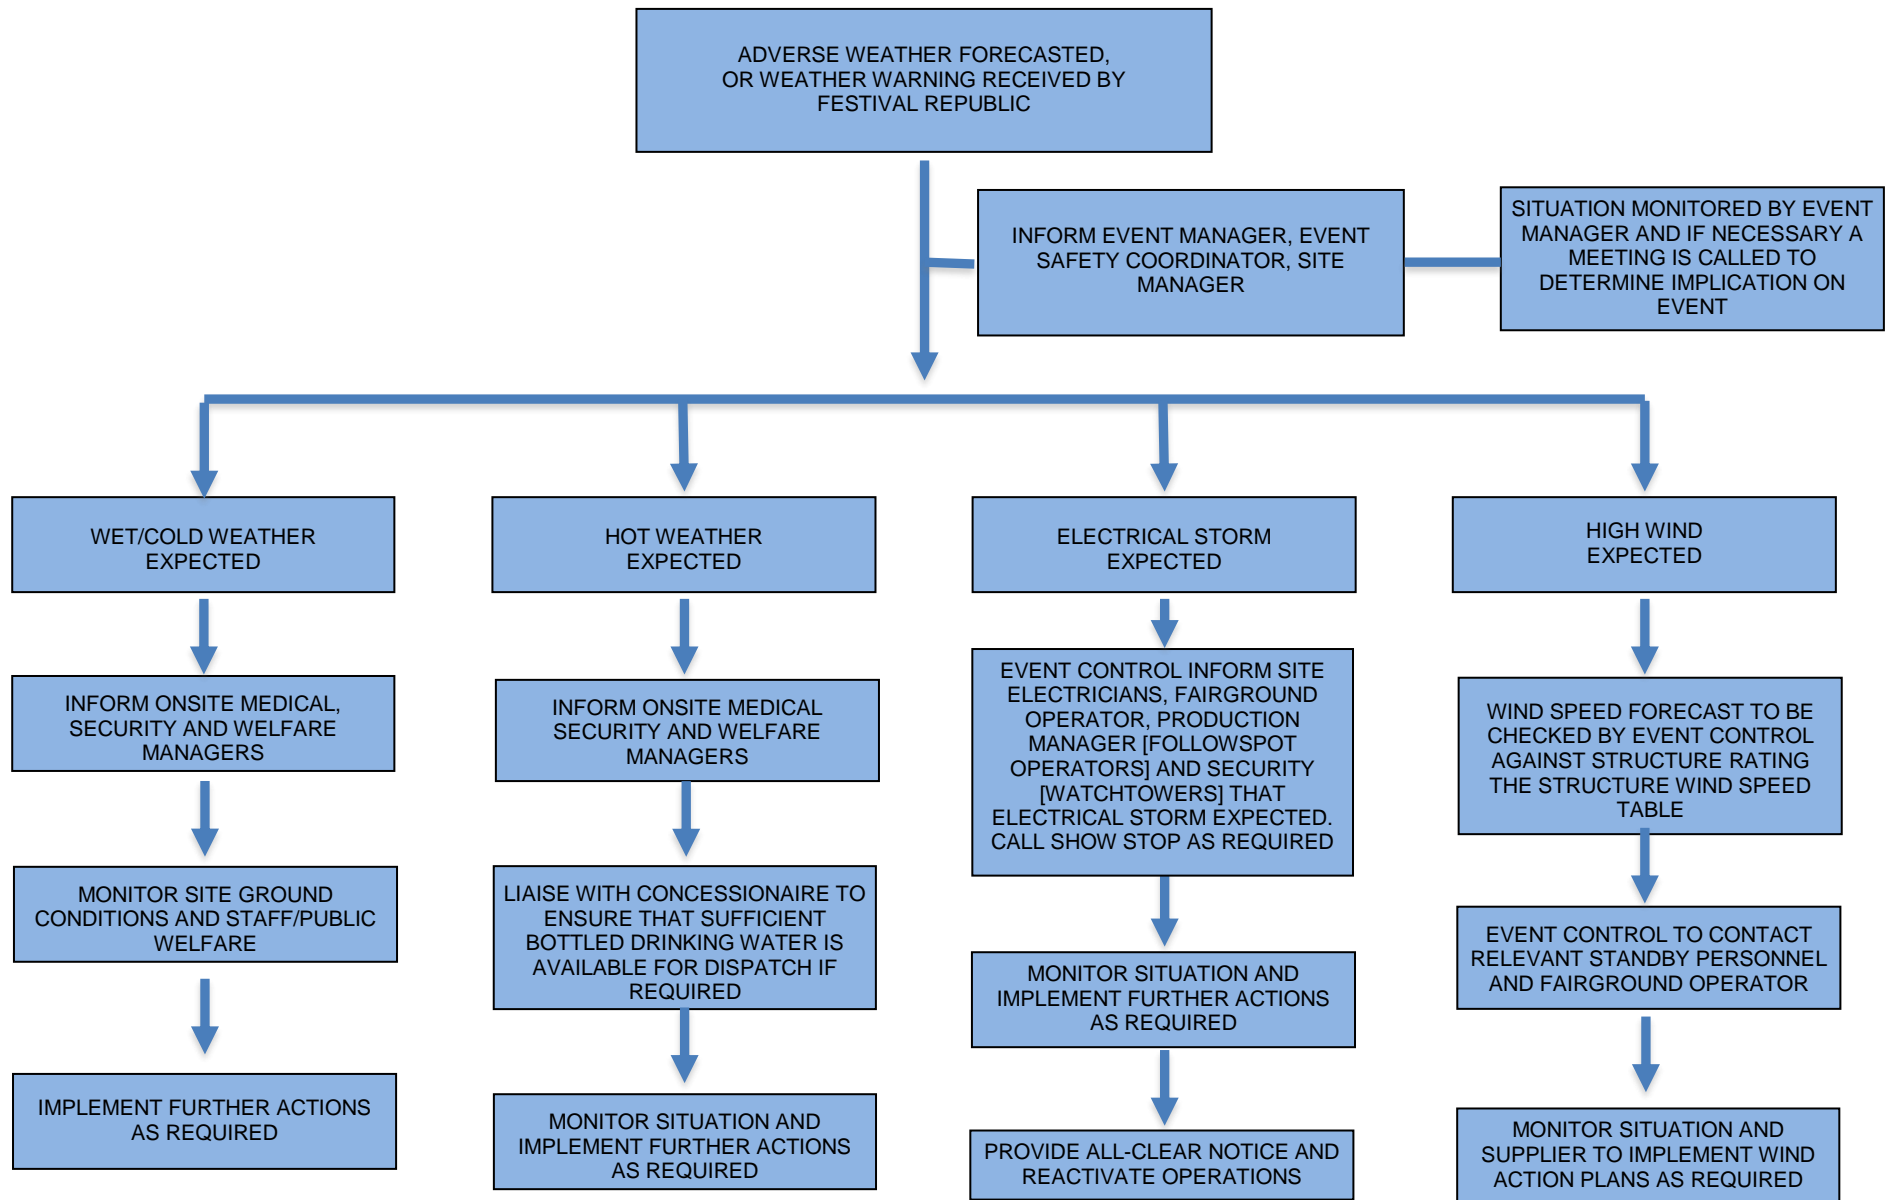 ADVERSE WEATHER FORECASTED,
OR WEATHER WARNING RECEIVED BY
FESTIVAL REPUBLIC
INFORM EVENT MANAGER, EVENT
SAFETY COORDINATOR, SITE
MANAGER
SITUATION MONITORED BY EVENT
MANAGER AND IF NECESSARY A
MEETING IS CALLED TO
DETERMINE IMPLICATION ON
EVENT
WET/COLD WEATHER
EXPECTED
INFORM ONSITE MEDICAL,
SECURITY AND WELFARE
MANAGERS
MONITOR SITE GROUND
CONDITIONS AND STAFF/PUBLIC
WELFARE
IMPLEMENT FURTHER ACTIONS
AS REQUIRED
HOT WEATHER
EXPECTED
INFORM ONSITE MEDICAL
SECURITY AND WELFARE
MANAGERS
LIAISE WITH CONCESSIONAIRE TO
ENSURE THAT SUFFICIENT
BOTTLED DRINKING WATER IS
AVAILABLE FOR DISPATCH IF
REQUIRED
MONITOR SITUATION AND
IMPLEMENT FURTHER ACTIONS
AS REQUIRED
ELECTRICAL STORM
EXPECTED
EVENT CONTROL INFORM SITE
ELECTRICIANS, FAIRGROUND
OPERATOR, PRODUCTION
MANAGER [FOLLOWSPOT
OPERATORS] AND SECURITY
[WATCHTOWERS] THAT
ELECTRICAL STORM EXPECTED.
CALL SHOW STOP AS REQUIRED
MONITOR SITUATION AND
IMPLEMENT FURTHER ACTIONS
AS REQUIRED
PROVIDE ALL-CLEAR NOTICE AND
REACTIVATE OPERATIONS
HIGH WIND
EXPECTED
WIND SPEED FORECAST TO BE
CHECKED BY EVENT CONTROL
AGAINST STRUCTURE RATING
THE STRUCTURE WIND SPEED
TABLE
EVENT CONTROL TO CONTACT
RELEVANT STANDBY PERSONNEL
AND FAIRGROUND OPERATOR
MONITOR SITUATION AND
SUPPLIER TO IMPLEMENT WIND
ACTION PLANS AS REQUIRED